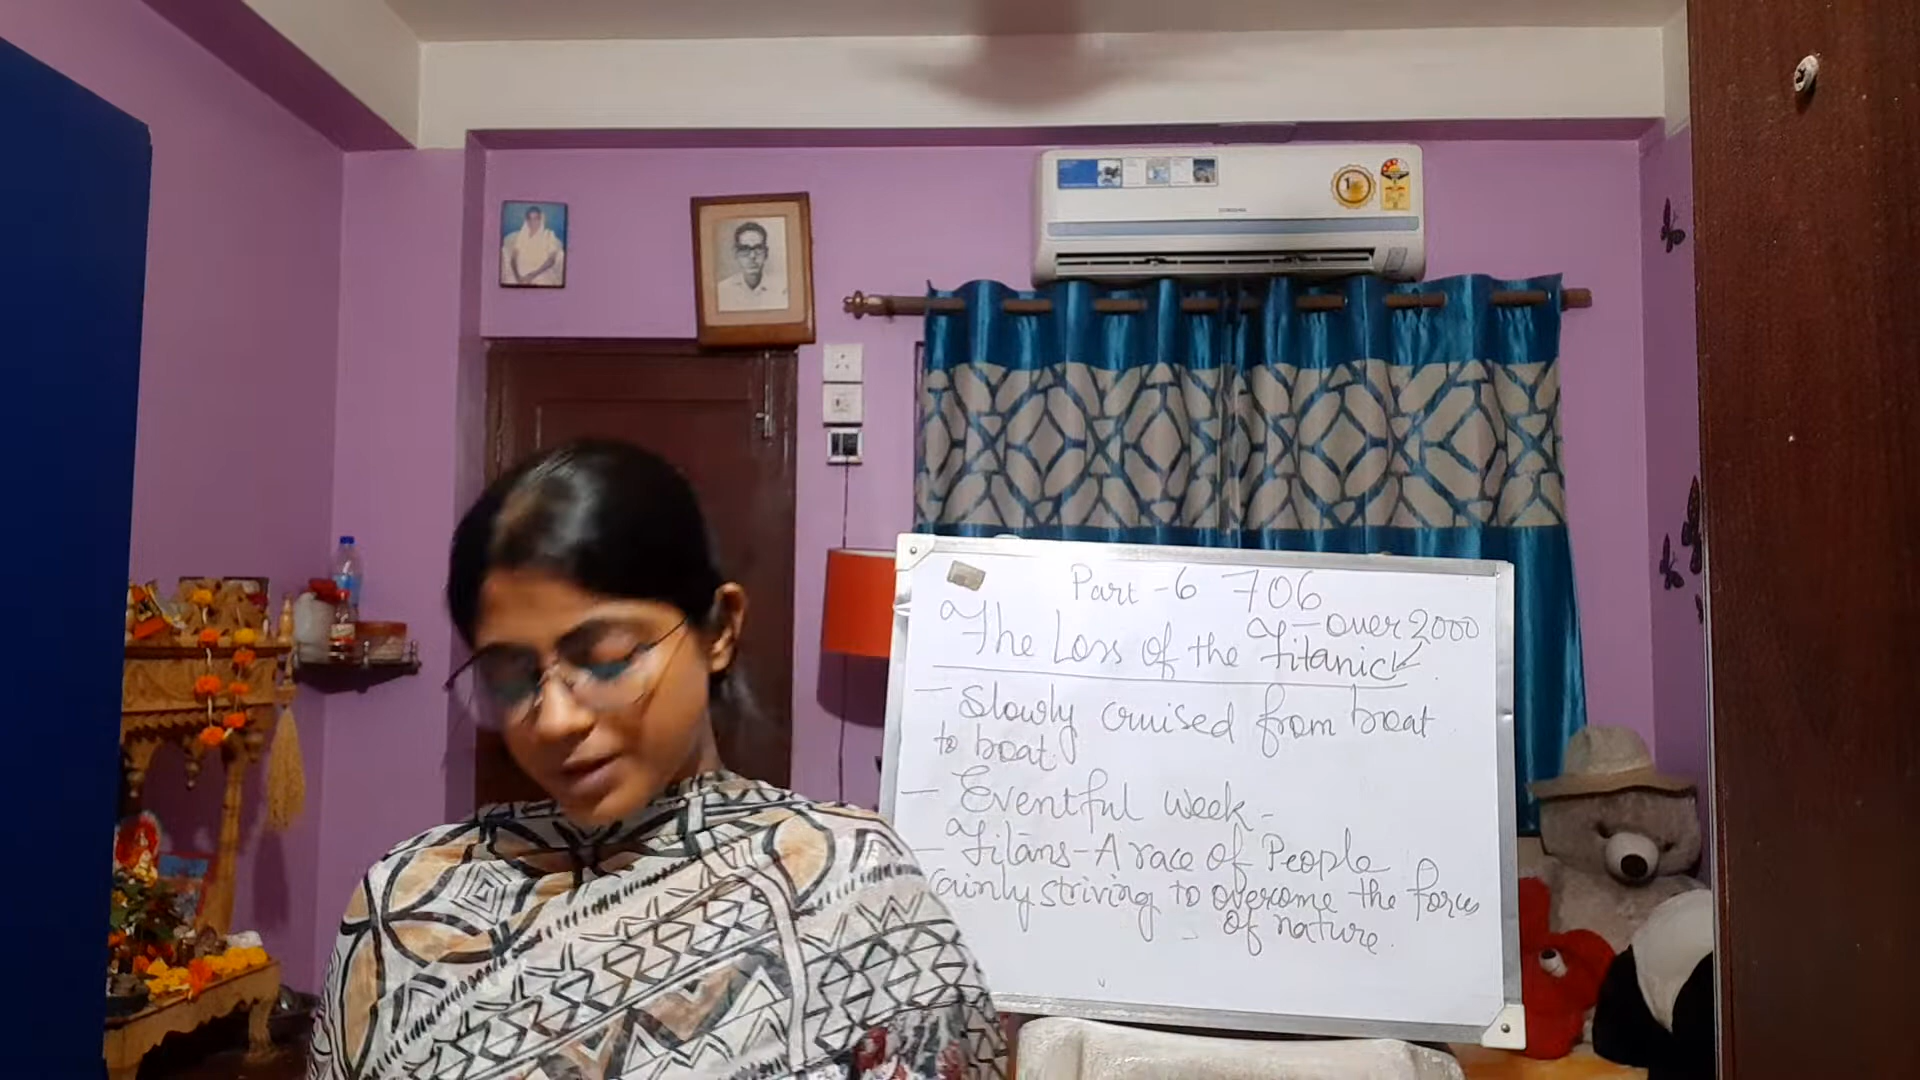 Part - 6 706
The Loss of the Titanic
T - over 2000
- Slowly cruised from boat
to boat.
- Eventful week -
- Titans - A race of People
vainly striving to overcome the forces
of nature.